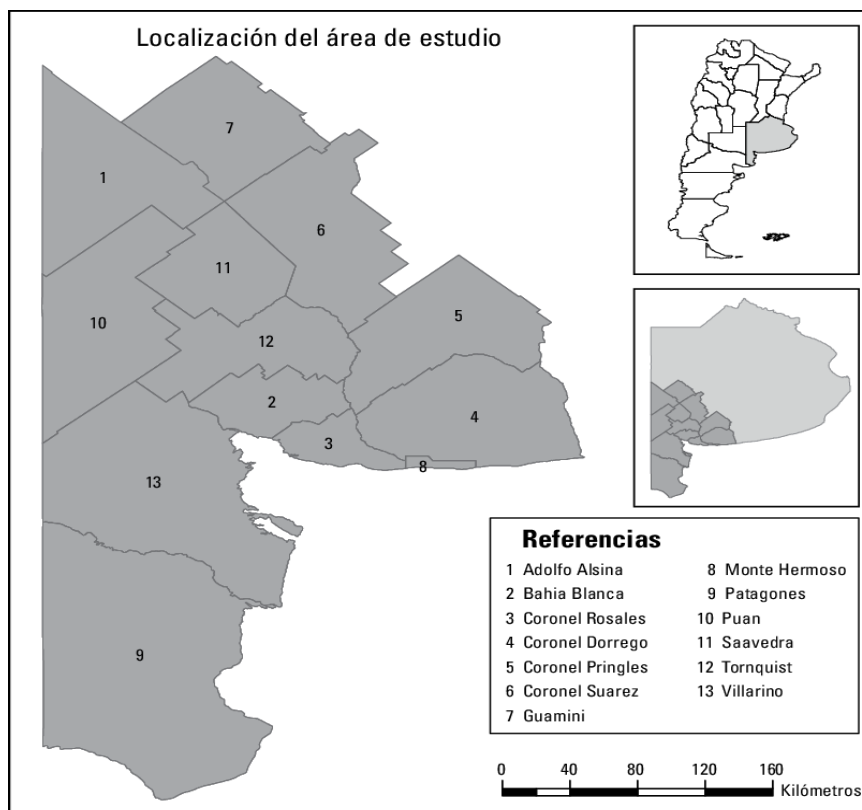 Localización del área de estudio
7
1
6
11
10
5
12
2
4
3
8
13
9
Referencias
1 Adolfo Alsina
2 Bahia Blanca
3 Coronel Rosales
4 Coronel Dorrego
5 Coronel Pringles
6 Coronel Suarez
7 Guamini
8 Monte Hermoso
9 Patagones
10 Puan
11 Saavedra
12 Tornquist
13 Villarino
0 40 80 120 160
Kilómetros